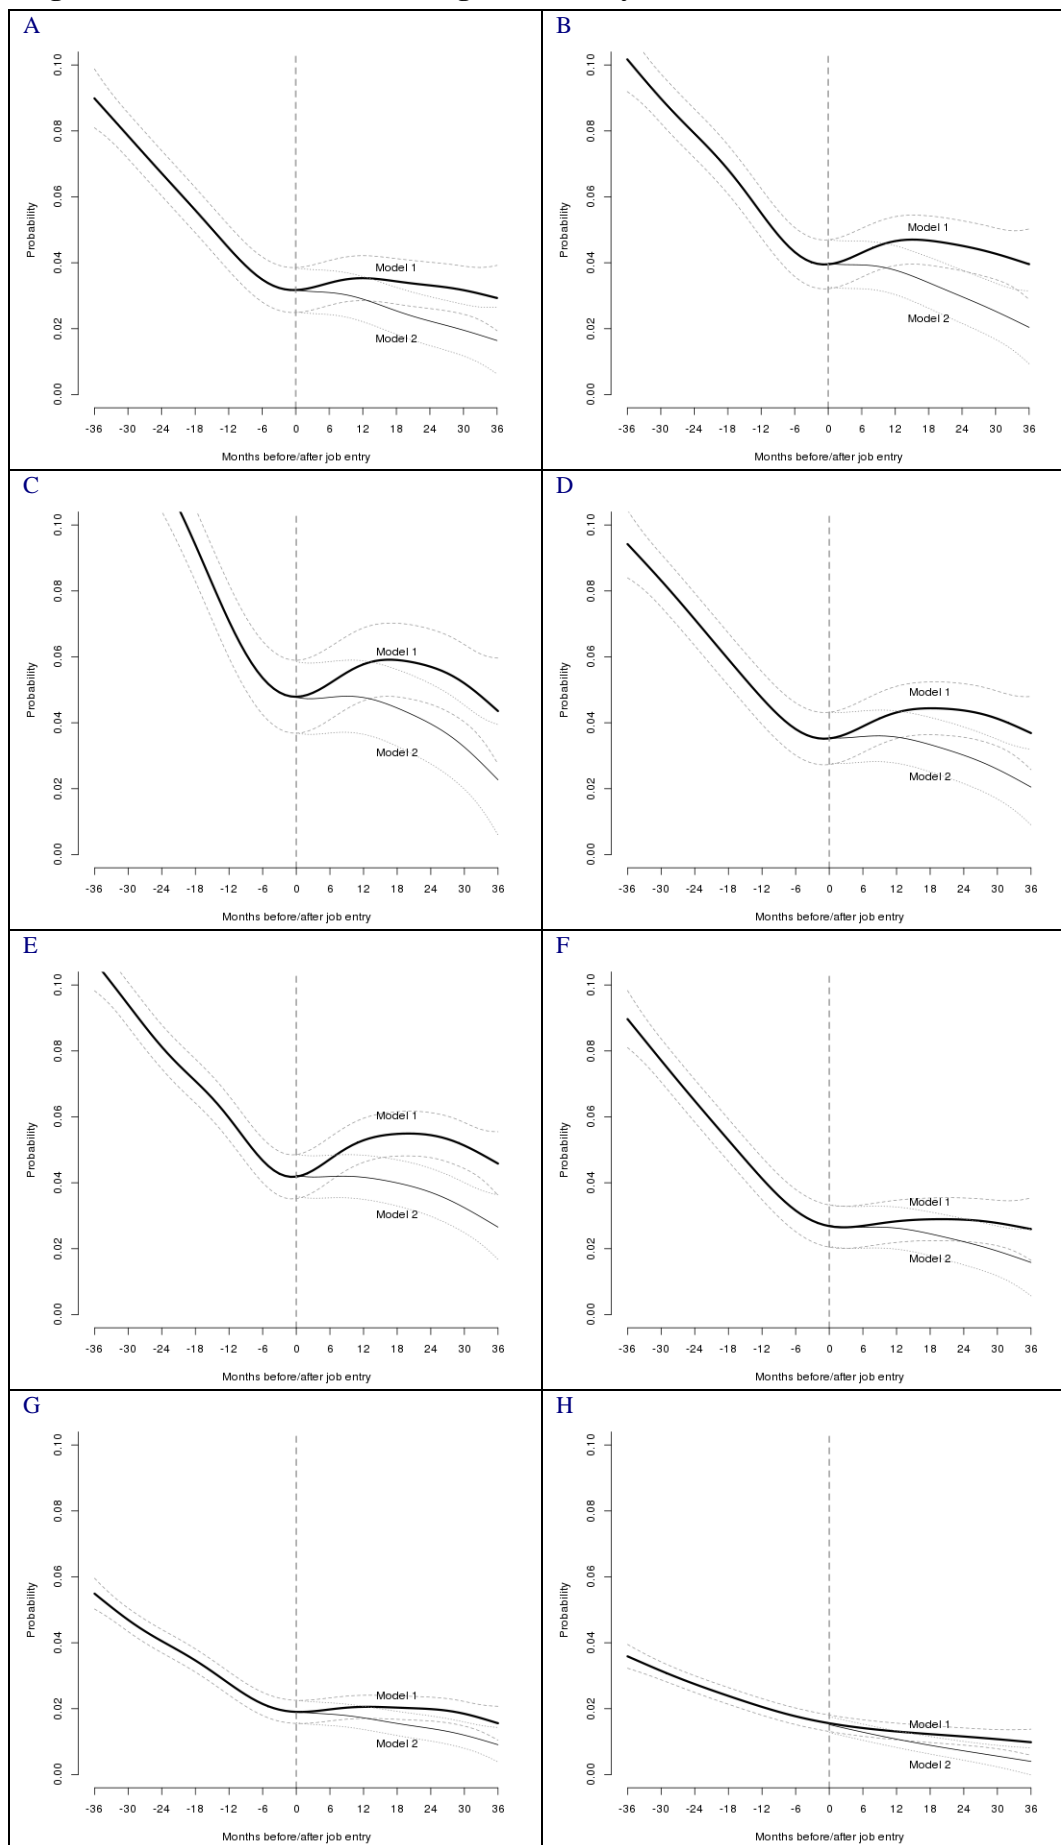 A
Probability
0.10
0.08
0.06
0.04
0.02
0.00
Model 1
Model 2
-36 -30 -24 -18 -12 -6 0 6 12 18 24 30 36
Months before/after job entry
B
Probability
0.10
0.08
0.06
0.04
0.02
0.00
Model 1
Model 2
-36 -30 -24 -18 -12 -6 0 6 12 18 24 30 36
Months before/after job entry
C
Probability
0.10
0.08
0.06
0.04
0.02
0.00
Model 1
Model 2
-36 -30 -24 -18 -12 -6 0 6 12 18 24 30 36
Months before/after job entry
D
Probability
0.10
0.08
0.06
0.04
0.02
0.00
Model 1
Model 2
-36 -30 -24 -18 -12 -6 0 6 12 18 24 30 36
Months before/after job entry
E
Probability
0.10
0.08
0.06
0.04
0.02
0.00
Model 1
Model 2
-36 -30 -24 -18 -12 -6 0 6 12 18 24 30 36
Months before/after job entry
F
Probability
0.10
0.08
0.06
0.04
0.02
0.00
Model 1
Model 2
-36 -30 -24 -18 -12 -6 0 6 12 18 24 30 36
Months before/after job entry
G
Probability
0.10
0.08
0.06
0.04
0.02
0.00
Model 1
Model 2
-36 -30 -24 -18 -12 -6 0 6 12 18 24 30 36
Months before/after job entry
H
Probability
0.10
0.08
0.06
0.04
0.02
0.00
Model 1
Model 2
-36 -30 -24 -18 -12 -6 0 6 12 18 24 30 36
Months before/after job entry